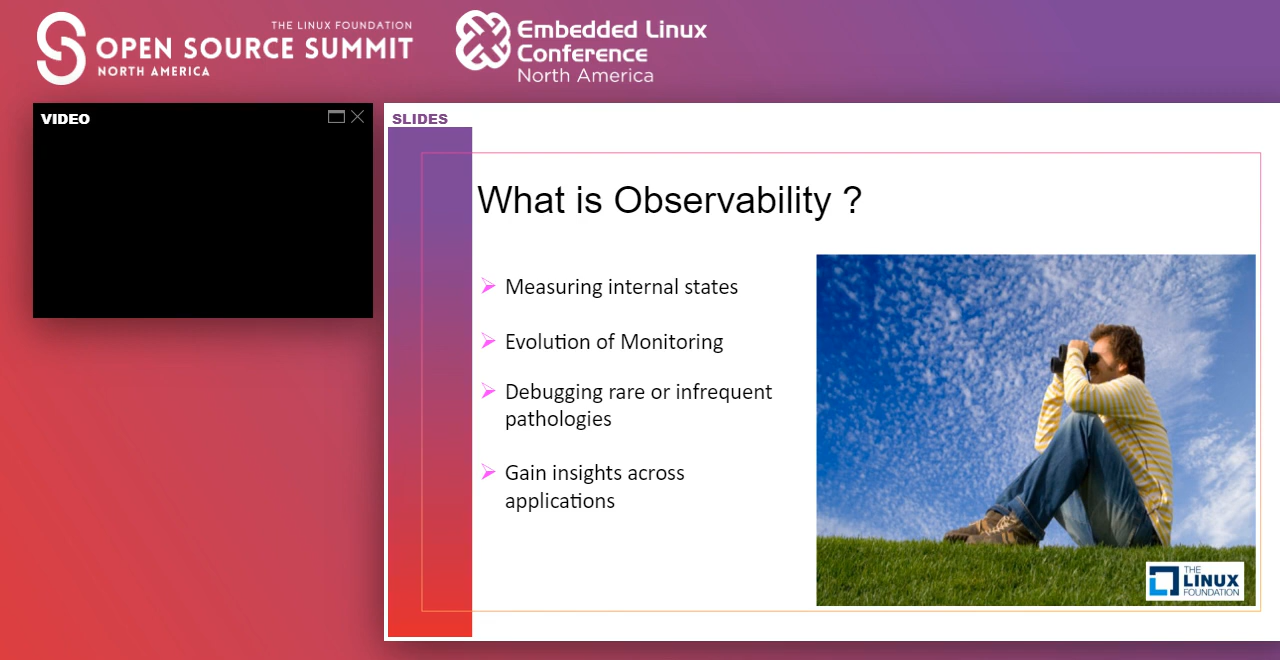 THE LINUX FOUNDATION
OPEN SOURCE SUMMIT
NORTH AMERICA
Embedded Linux
Conference
North America
VIDEO
SLIDES
What is Observability ?
Measuring internal states
Evolution of Monitoring
Debugging rare or infrequent
pathologies
Gain insights across
applications
THE
LINUX
FOUNDATION